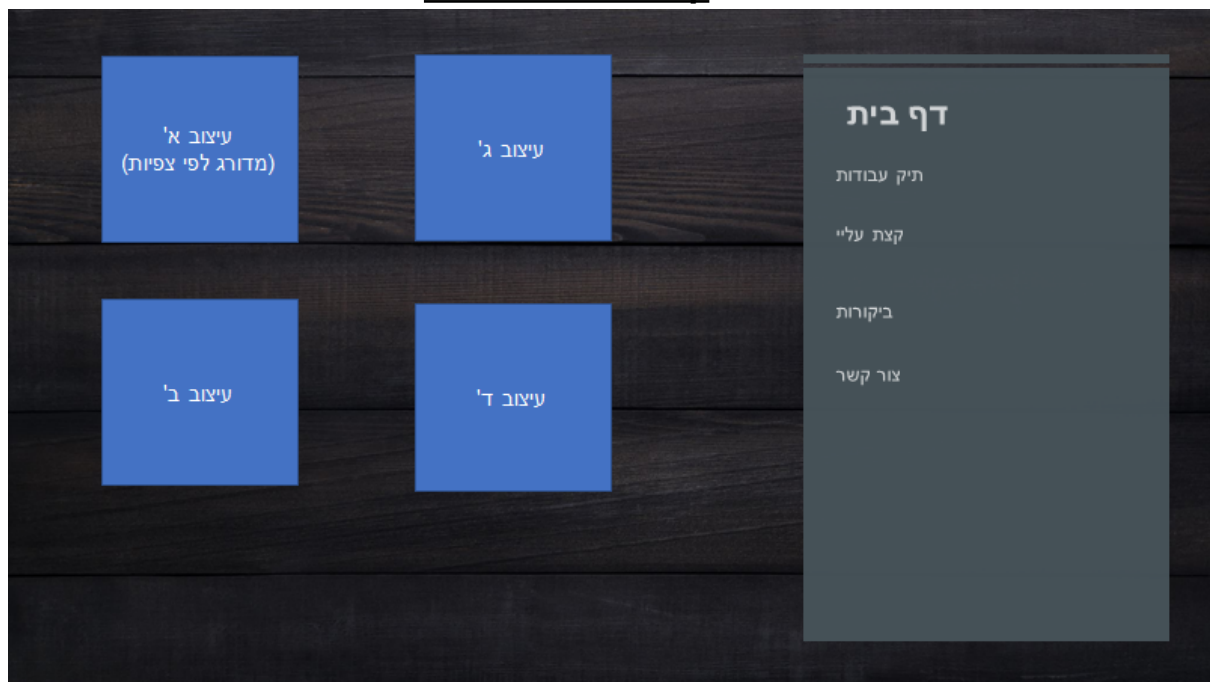 דף בית
תיק עבודות
קצת עליי
ביקורות
צור קשר
עיצוב ג'
עיצוב א'
(מדורג לפי צפיות)
עיצוב ד'
עיצוב ב'